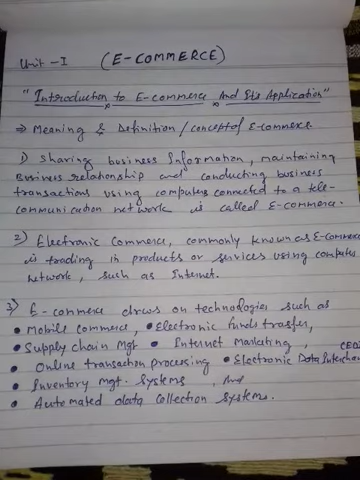 Unit - I (E-COMMERCE)
"Introduction to E-commerce And Its Application"
⇒ Meaning & Definition / concept of E-commerce.
1) Sharing business Information, maintaining
Business relationship and conducting business
transactions using computers connected to a tele-
communication network is called E-commerce.
2) Electronic Commerce, commonly known as E-commerce
is trading in products or services using computer
network, such as Internet.
3) E-commerce draws on technologies such as
• Mobile commerce, • Electronic funds transfer,
• Supply chain Mgt • Internet Marketing,
• Online transaction processing • Electronic Data Interchan
• Inventory mgt. Systems, And
• Automated data collection systems.